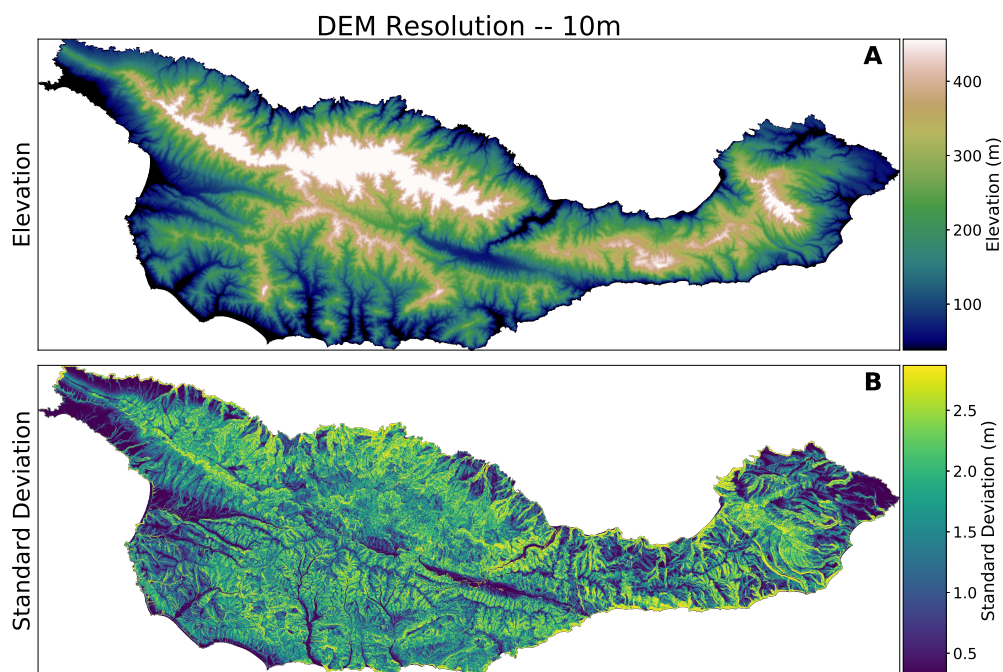 DEM Resolution -- 10m
A
Elevation
400
300
200
100
Elevation (m)
B
Standard Deviation
2.5
2.0
1.5
1.0
0.5
Standard Deviation (m)